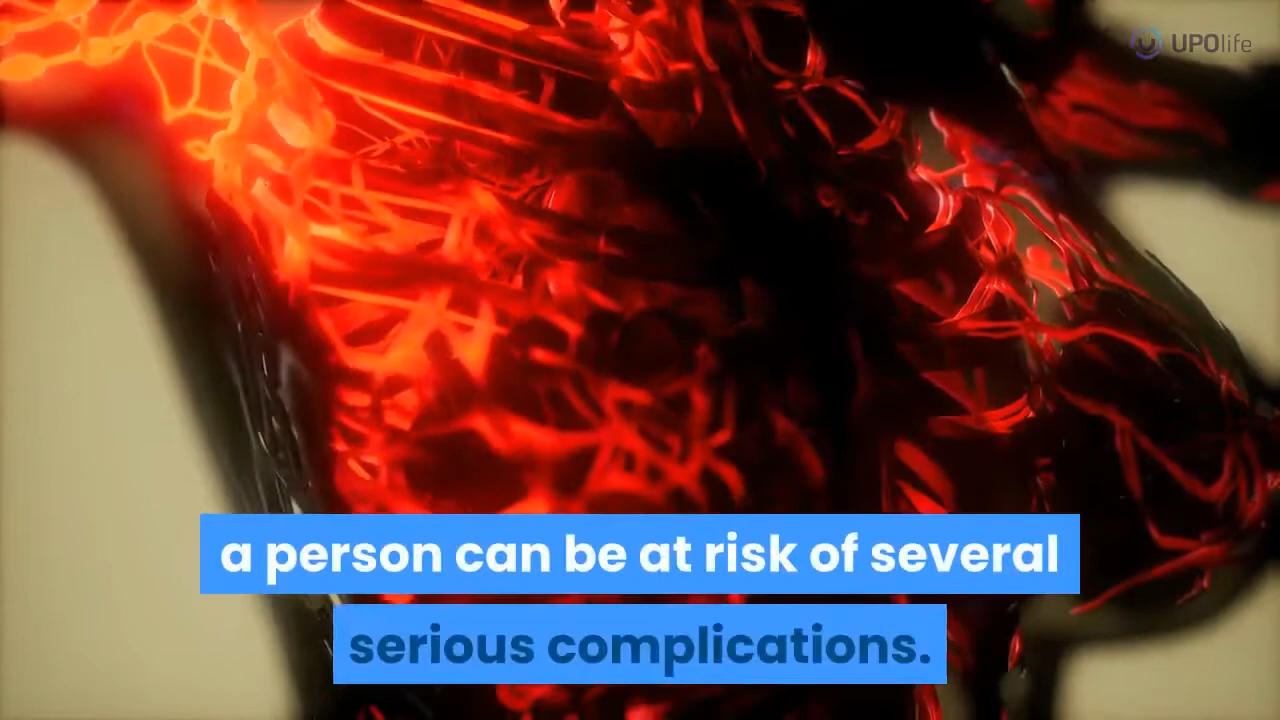 UPOlife
a person can be at risk of several
serious complications.